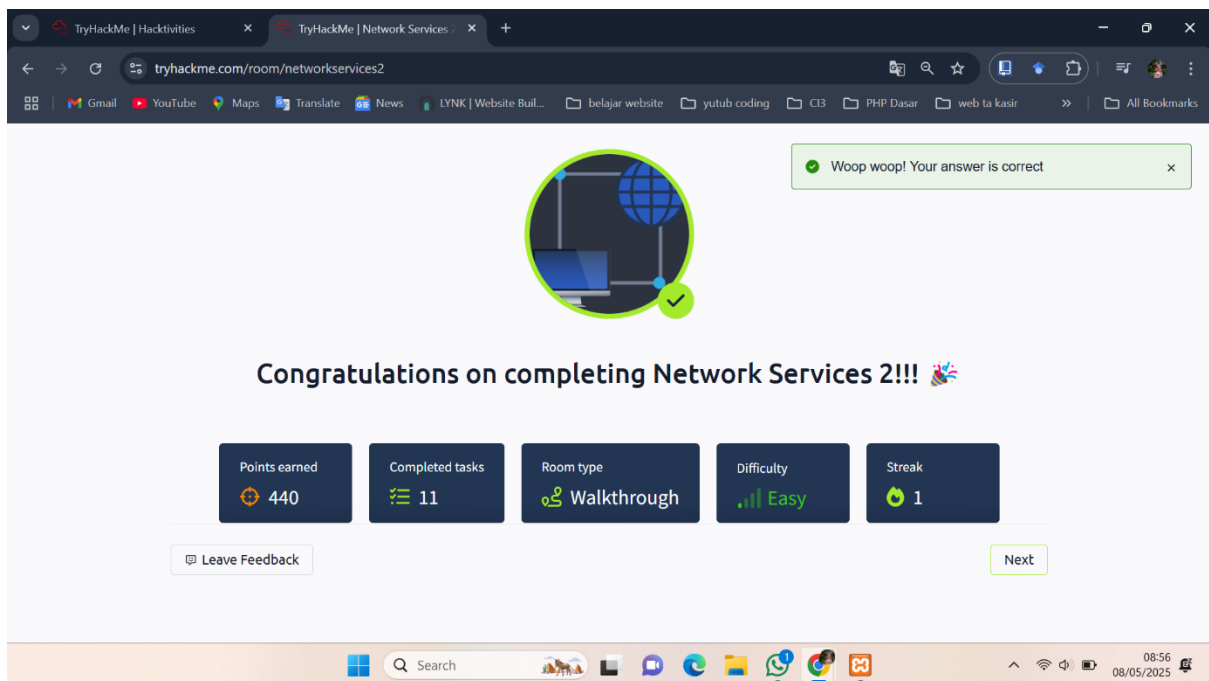 TryHackMe | Hacktivities
TryHackMe | Network Services 2
tryhackme.com/room/networkservices2
Gmail YouTube Maps Translate News LYNK | Website Buil... belajar website yutub coding CI3 PHP Dasar web ta kasir » All Bookmarks
Woop woop! Your answer is correct
Congratulations on completing Network Services 2!!! 🎉
Points earned Completed tasks Room type Difficulty Streak
440 11 Walkthrough Easy 1
Leave Feedback Next
Search 1 08:56
08/05/2025